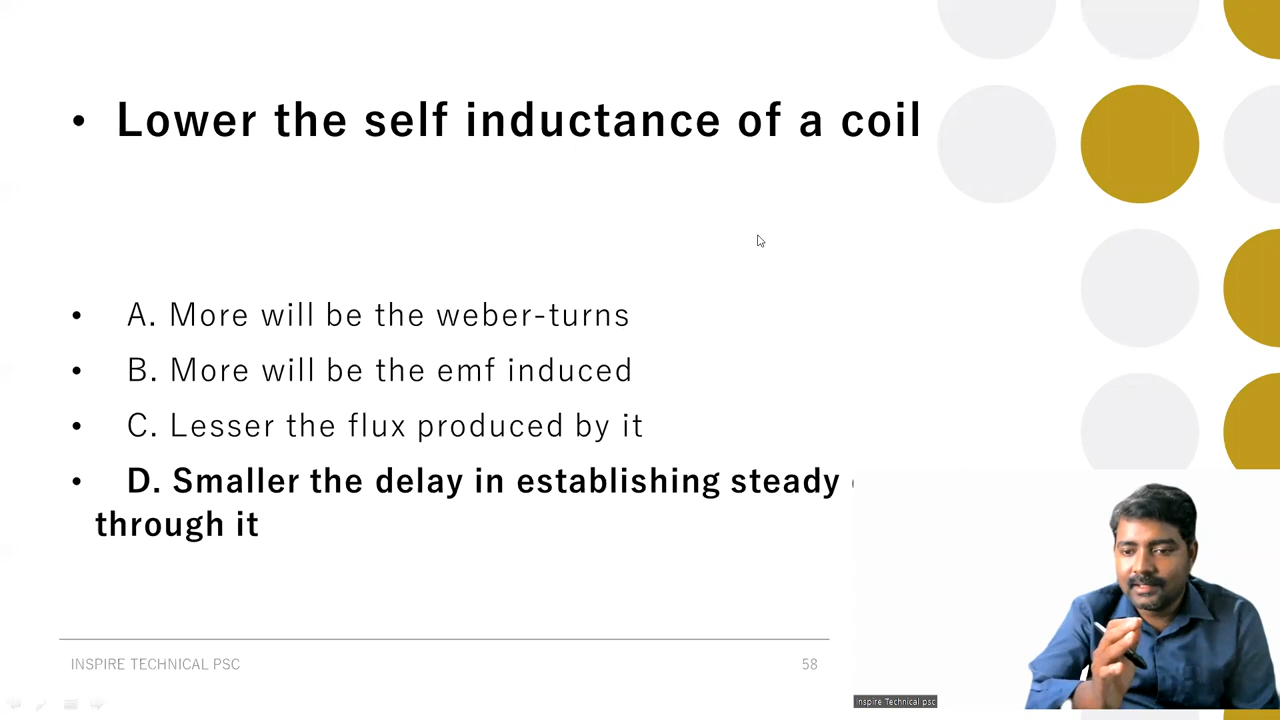 • Lower the self inductance of a coil
• A. More will be the weber-turns
• B. More will be the emf induced
• C. Lesser the flux produced by it
• D. Smaller the delay in establishing steady
through it
INSPIRE TECHNICAL PSC 58
Inspire Technical psc